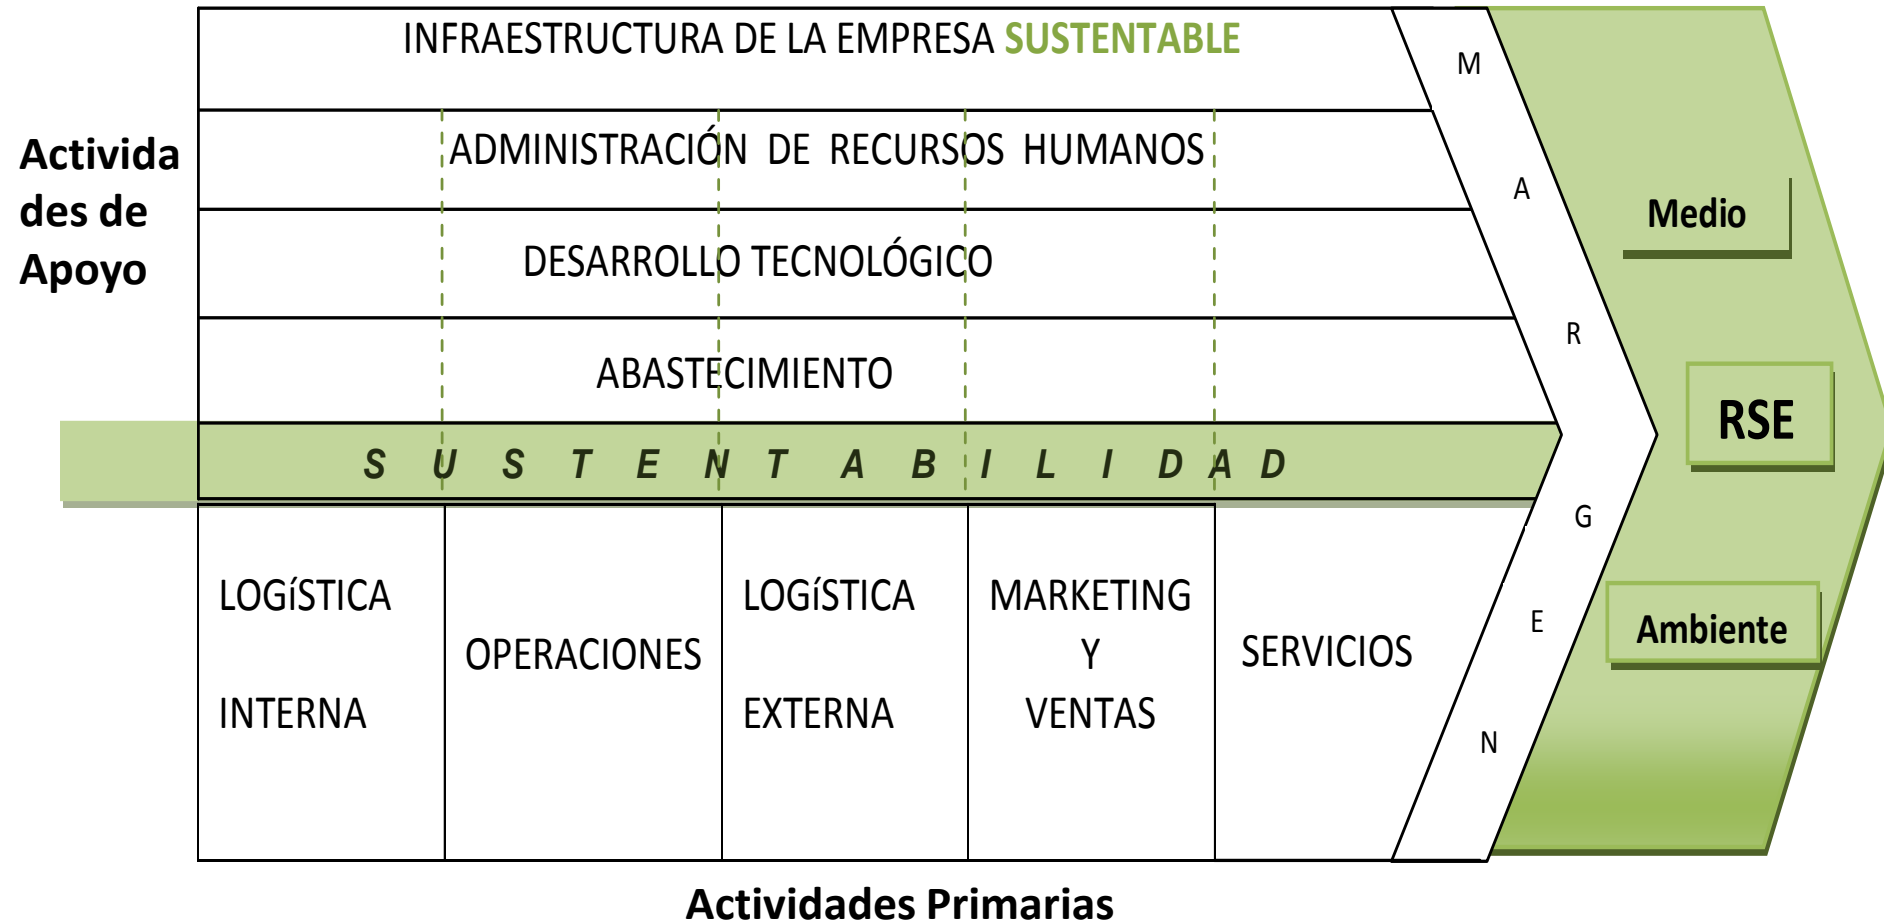 INFRAESTRUCTURA DE LA EMPRESA SUSTENTABLE
Activida
des de
Apoyo
ADMINISTRACIÓN DE RECURSOS HUMANOS
DESARROLLO TECNOLÓGICO
ABASTECIMIENTO
SUSTENTABILIDAD
LOGíSTICA
INTERNA
OPERACIONES
LOGíSTICA
EXTERNA
MARKETING
Y
VENTAS
SERVICIOS
M
A
R
G
E
N
Medio
RSE
Ambiente
Actividades Primarias